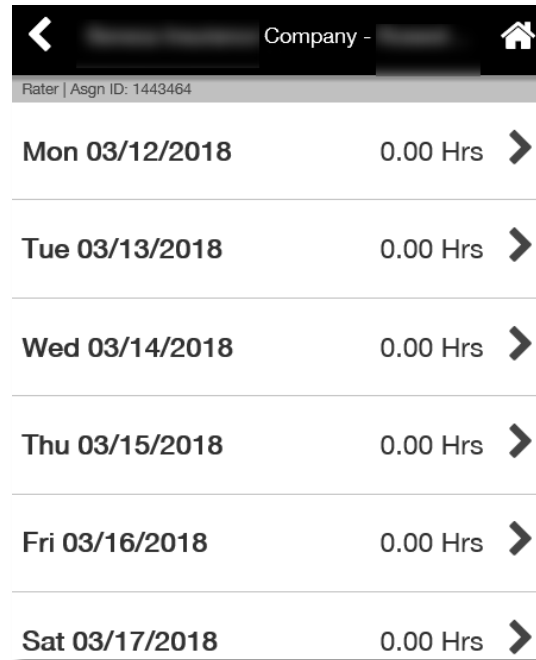 Company -
Rater | Asgn ID: 1443464
Mon 03/12/2018 0.00 Hrs
Tue 03/13/2018 0.00 Hrs
Wed 03/14/2018 0.00 Hrs
Thu 03/15/2018 0.00 Hrs
Fri 03/16/2018 0.00 Hrs
Sat 03/17/2018 0.00 Hrs